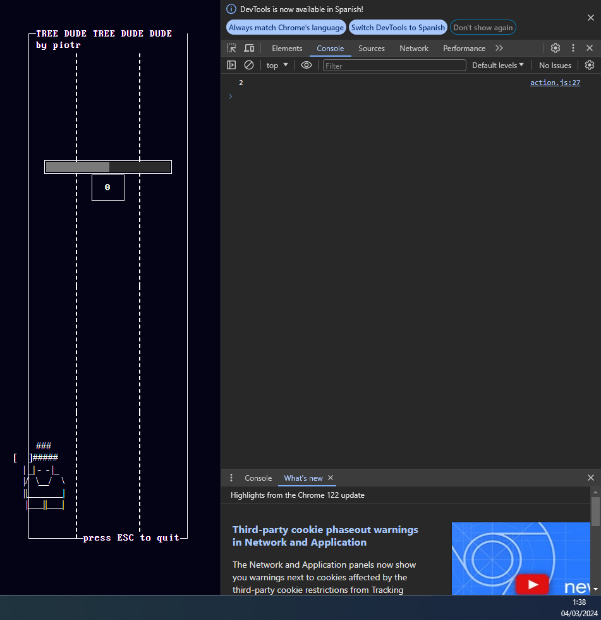 TREE DUDE TREE DUDE DUDE
by piotr
0
###
[ ]#####
press ESC to quit
DevTools is now available in Spanish!
Always match Chrome's language
Switch DevTools to Spanish
Don't show again
Elements
Console
Sources
Network
Performance
top
Filter
Default levels
No Issues
2
action.js:27
Console
What's new
Highlights from the Chrome 122 update
Third-party cookie phaseout warnings
in Network and Application
The Network and Application panels now show
you warnings next to cookies affected by the
third-party cookie restrictions from Tracking
new
1:38
04/03/2024